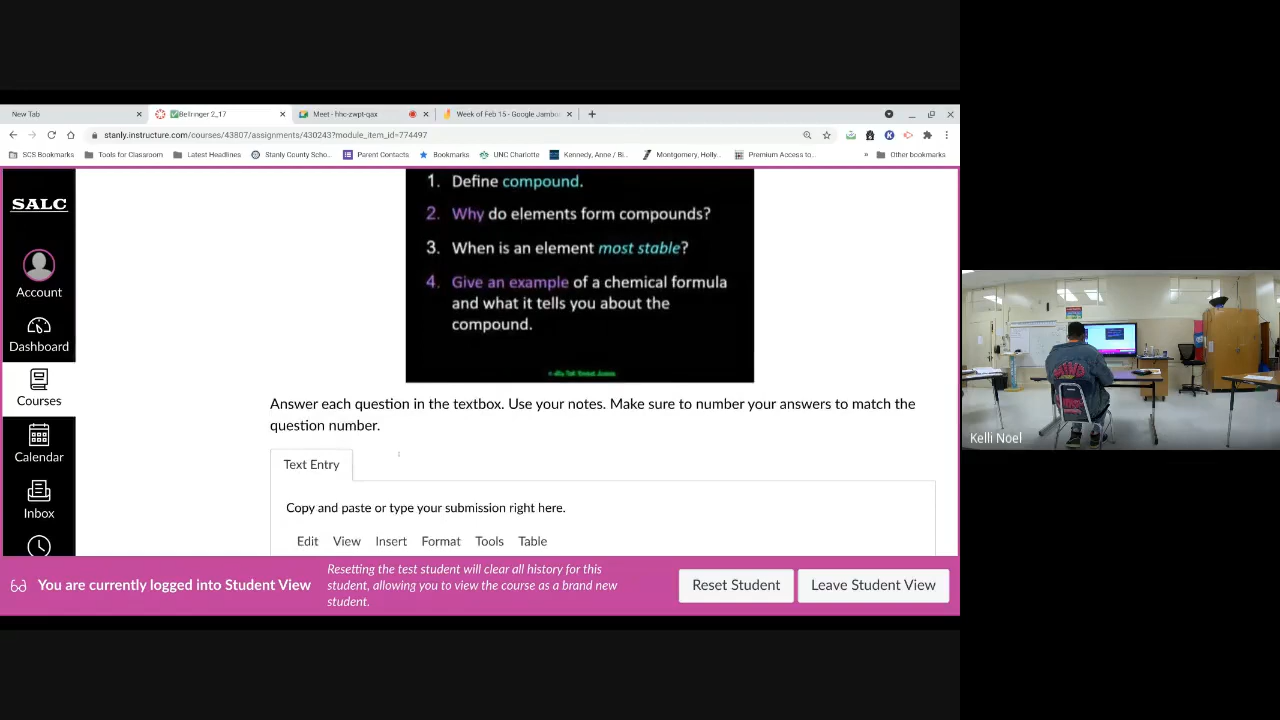 New Tab
Bellringer 2_17
Meet - hhc-zwpt-qax
Week of Feb 15 - Google Jambo
stanly.instructure.com/courses/43807/assignments/430243?module_item_id=774497
SCS Bookmarks
Tools for Classroom
Latest Headlines
Stanly County Scho...
Parent Contacts
Bookmarks
UNC Charlotte
Kennedy, Anne / Bi...
Montgomery, Holly...
Premium Access to...
» Other bookmarks
SALC
Account
Dashboard
Courses
Calendar
Inbox
1. Define compound.
2. Why do elements form compounds?
3. When is an element most stable?
4. Give an example of a chemical formula
and what it tells you about the
compound.
Answer each question in the textbox. Use your notes. Make sure to number your answers to match the
question number.
Text Entry
Copy and paste or type your submission right here.
Edit View Insert Format Tools Table
You are currently logged into Student View
Resetting the test student will clear all history for this
student, allowing you to view the course as a brand new
student.
Reset Student
Leave Student View
Kelli Noel